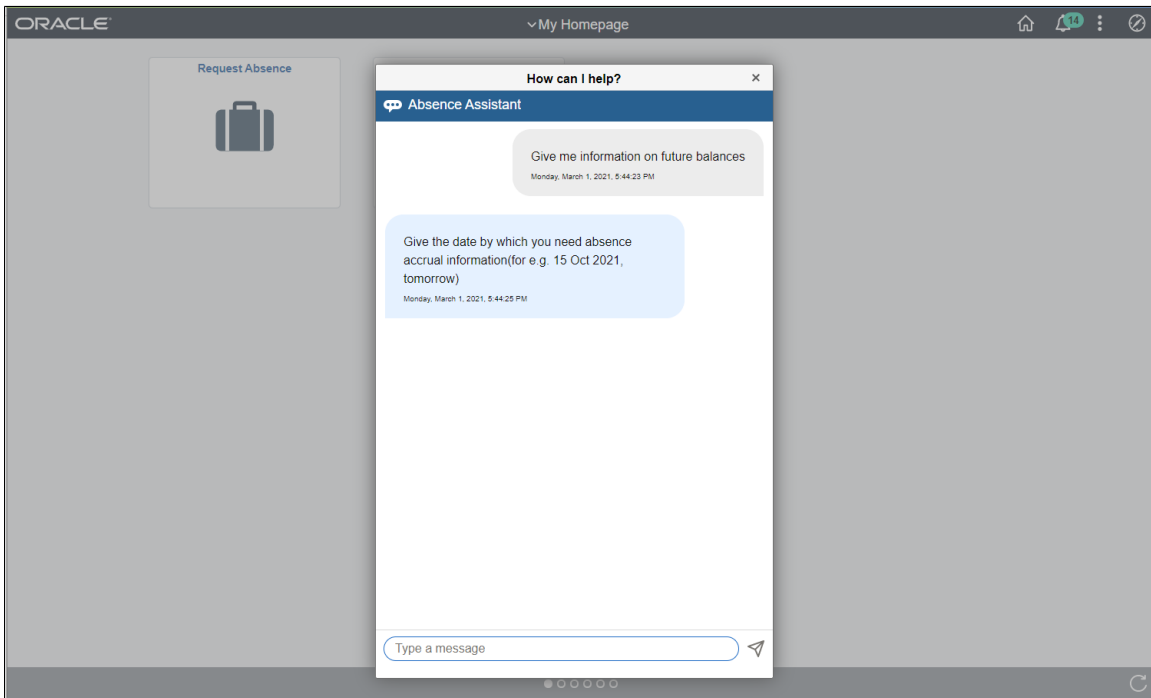 ORACLE
My Homepage
14
Request Absence
How can I help?
×
Absence Assistant
Give me information on future balances
Monday, March 1, 2021, 5:44:23 PM
Give the date by which you need absence
accrual information(for e.g. 15 Oct 2021,
tomorrow)
Monday, March 1, 2021, 5:44:25 PM
Type a message